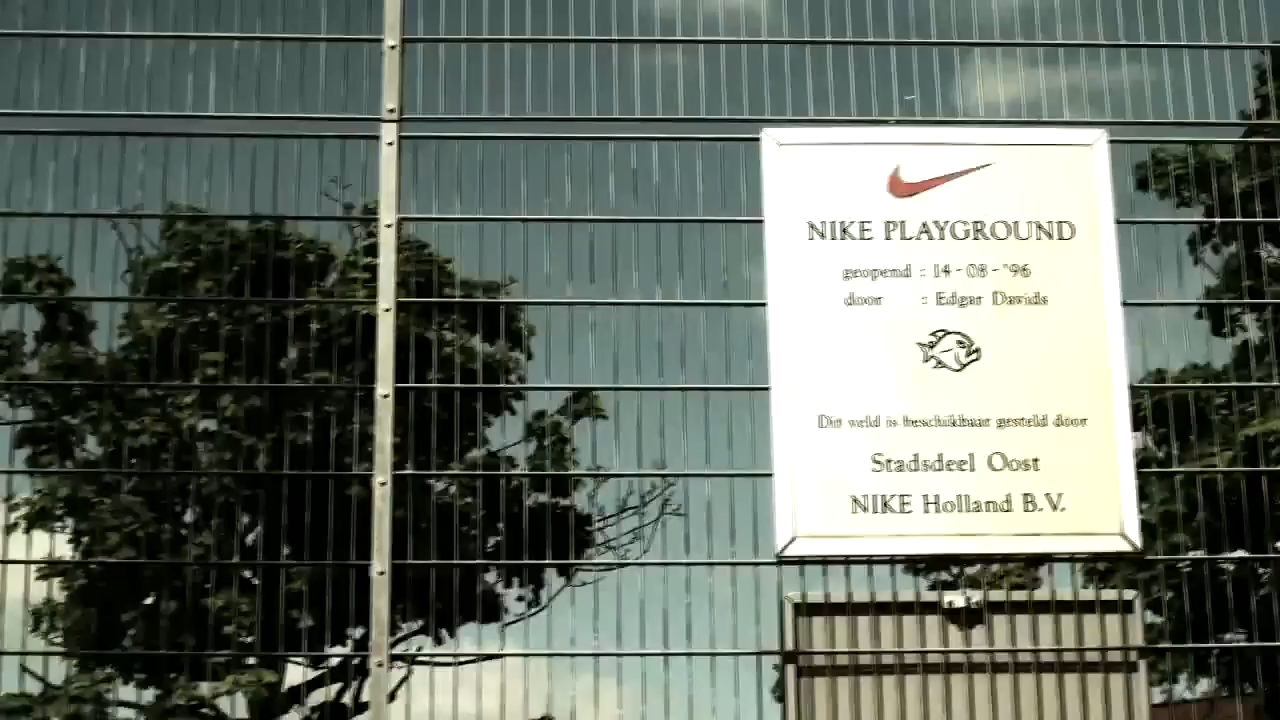 NIKE PLAYGROUND
geopend : 14-08-'96
door : Edgar Davids
Dit veld is beschikbaar gesteld door
Stadsdeel Oost
NIKE Holland B.V.